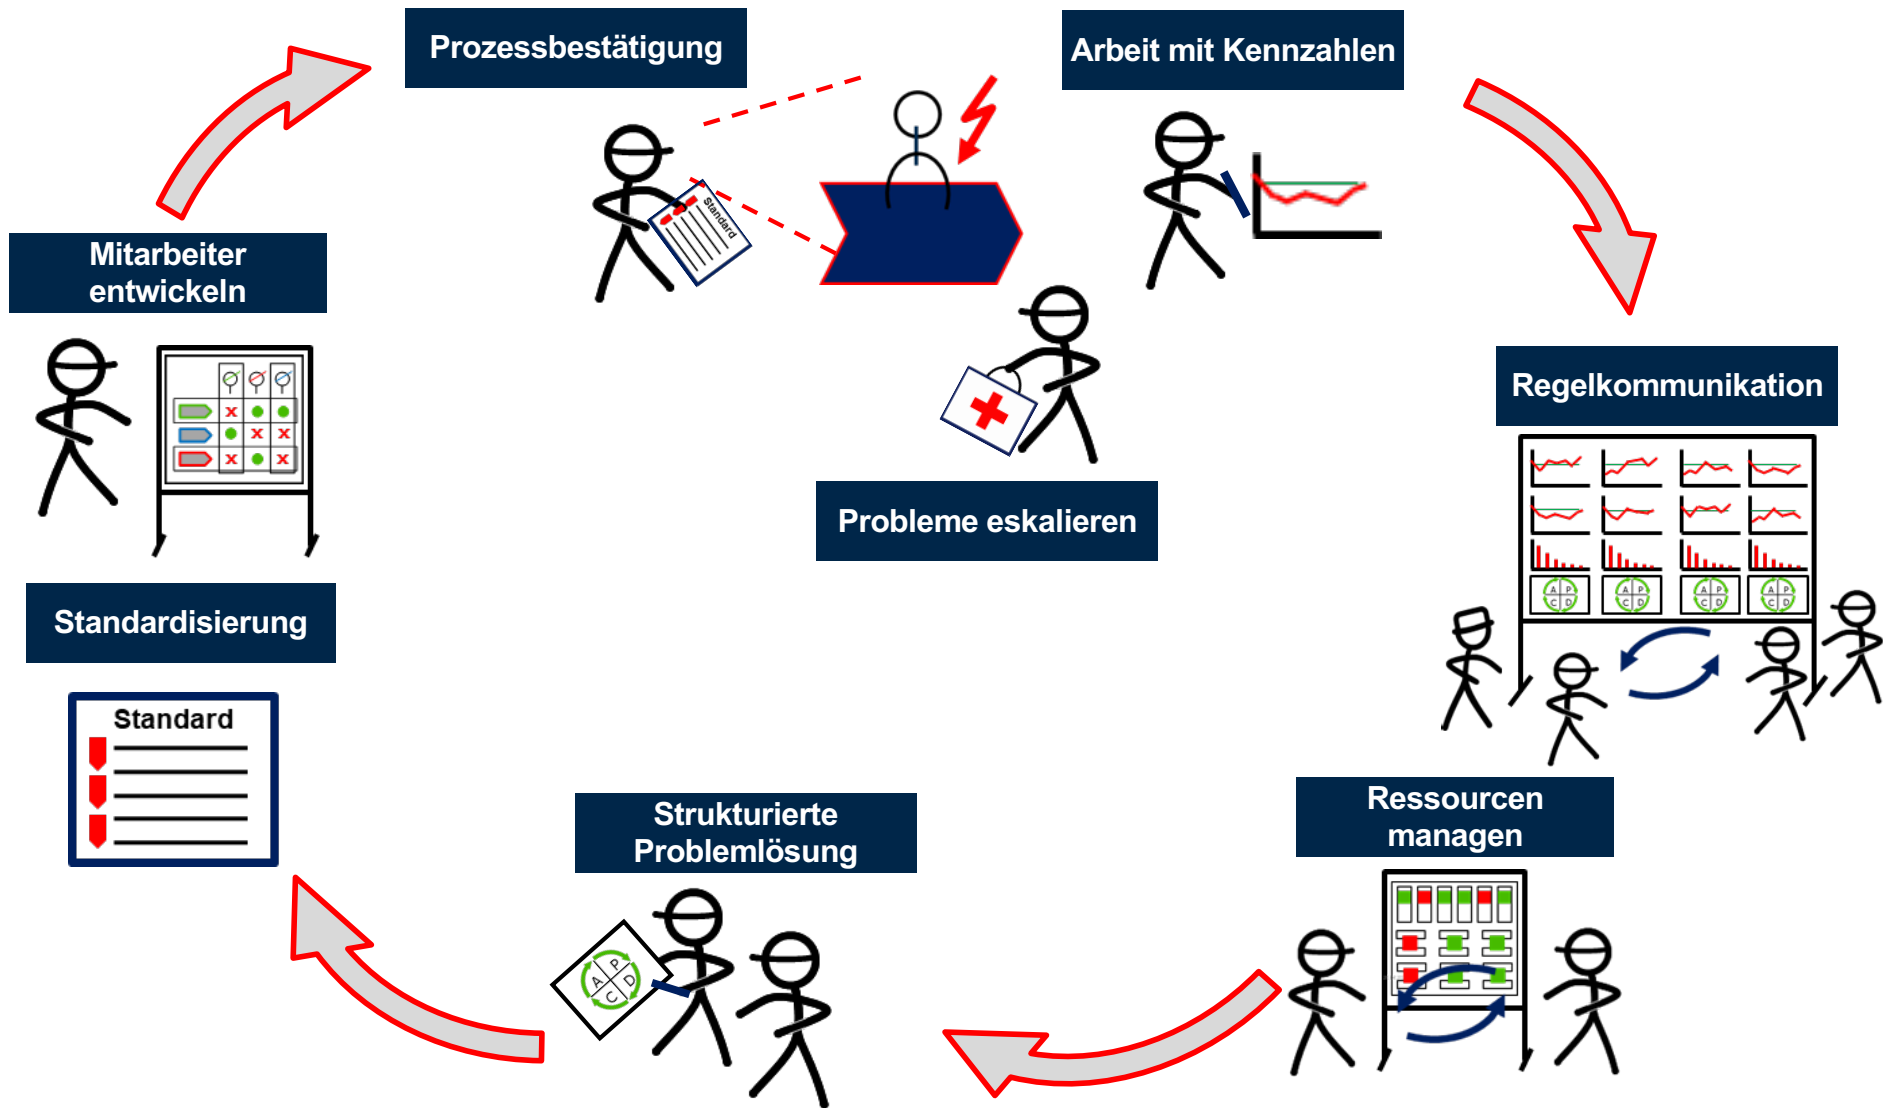 Prozessbestätigung
Arbeit mit Kennzahlen
Standard
Mitarbeiter
entwickeln
x
x x
x x
Regelkommunikation
Probleme eskalieren
A P A P A P A P
C D C D C D C D
Standardisierung
Standard
Strukturierte
Problemlösung
A P
C D
Ressourcen
managen